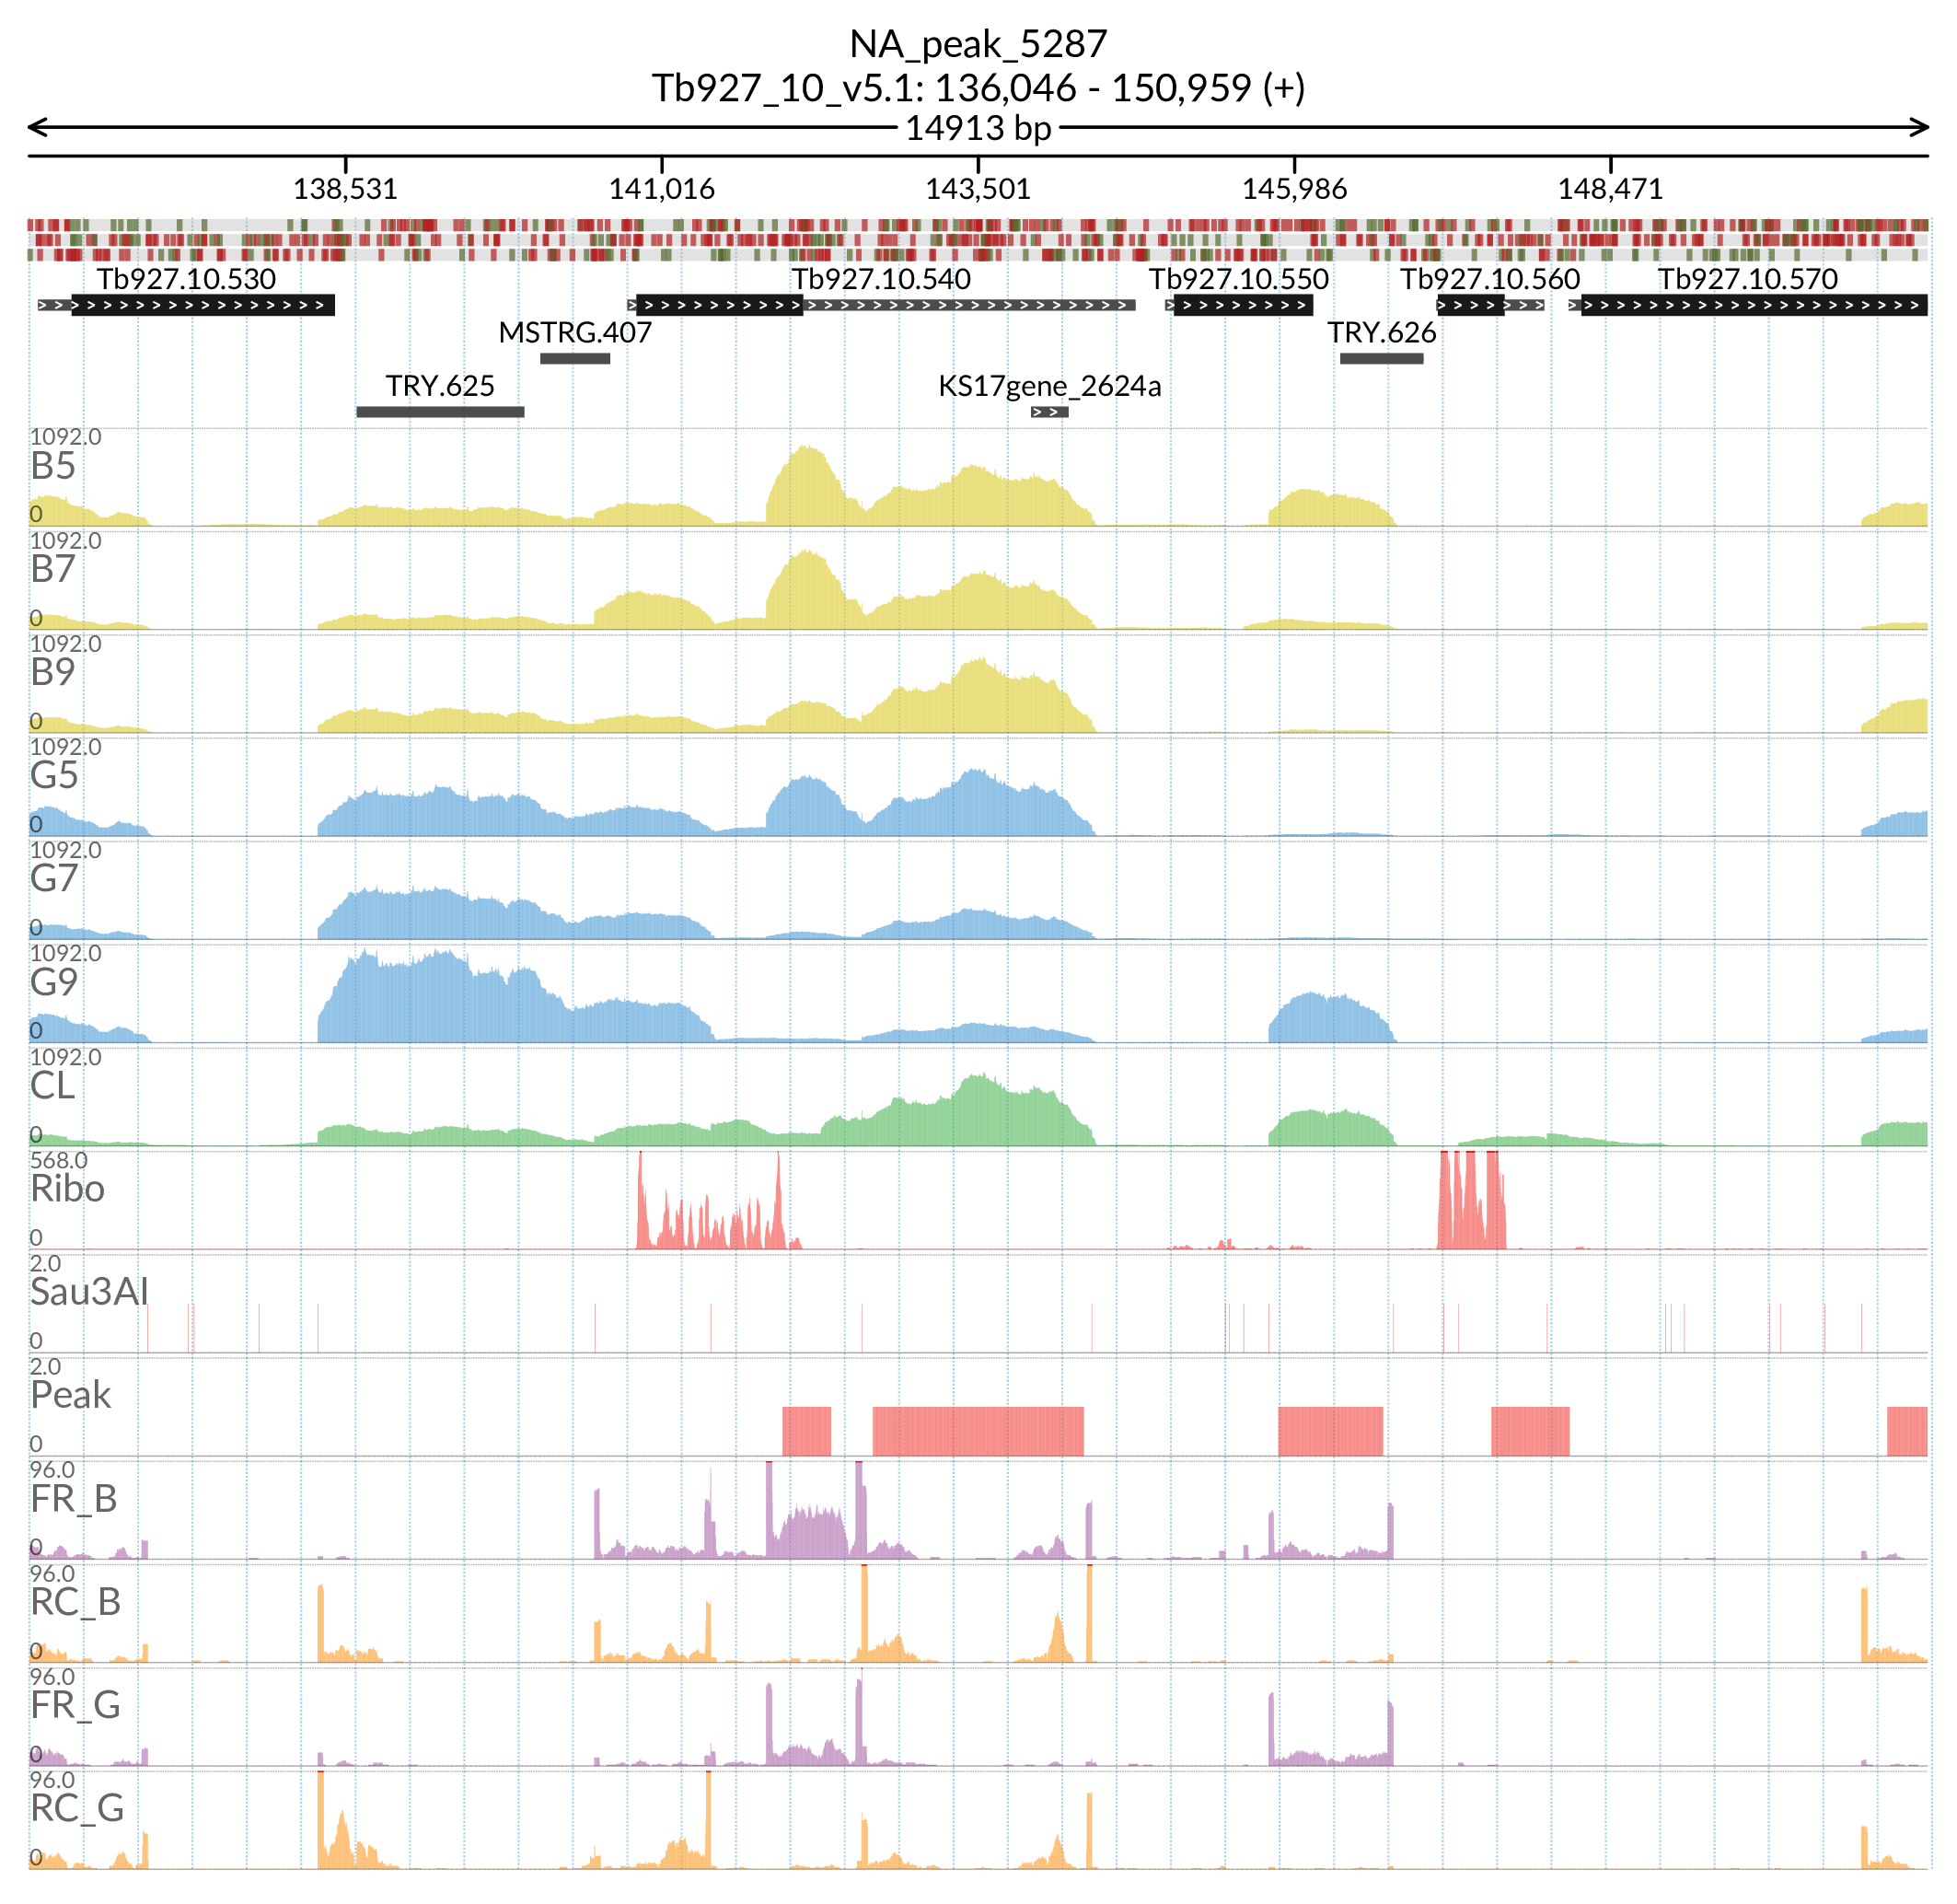 NA_peak_5287
Tb927_10_v5.1: 136,046 - 150,959 (+)
14913 bp
138,531 141,016 143,501 145,986 148,471
Tb927.10.530 Tb927.10.540 Tb927.10.550 Tb927.10.560 Tb927.10.570
MSTRG.407 TRY.626
TRY.625 KS17gene_2624a
1092.0
B5
0
1092.0
B7
0
1092.0
B9
0
1092.0
G5
0
1092.0
G7
0
1092.0
G9
0
1092.0
CL
0
568.0
Ribo
0
2.0
Sau3AI
0
2.0
Peak
0
96.0
FR_B
0
96.0
RC_B
0
96.0
FR_G
0
96.0
RC_G
0